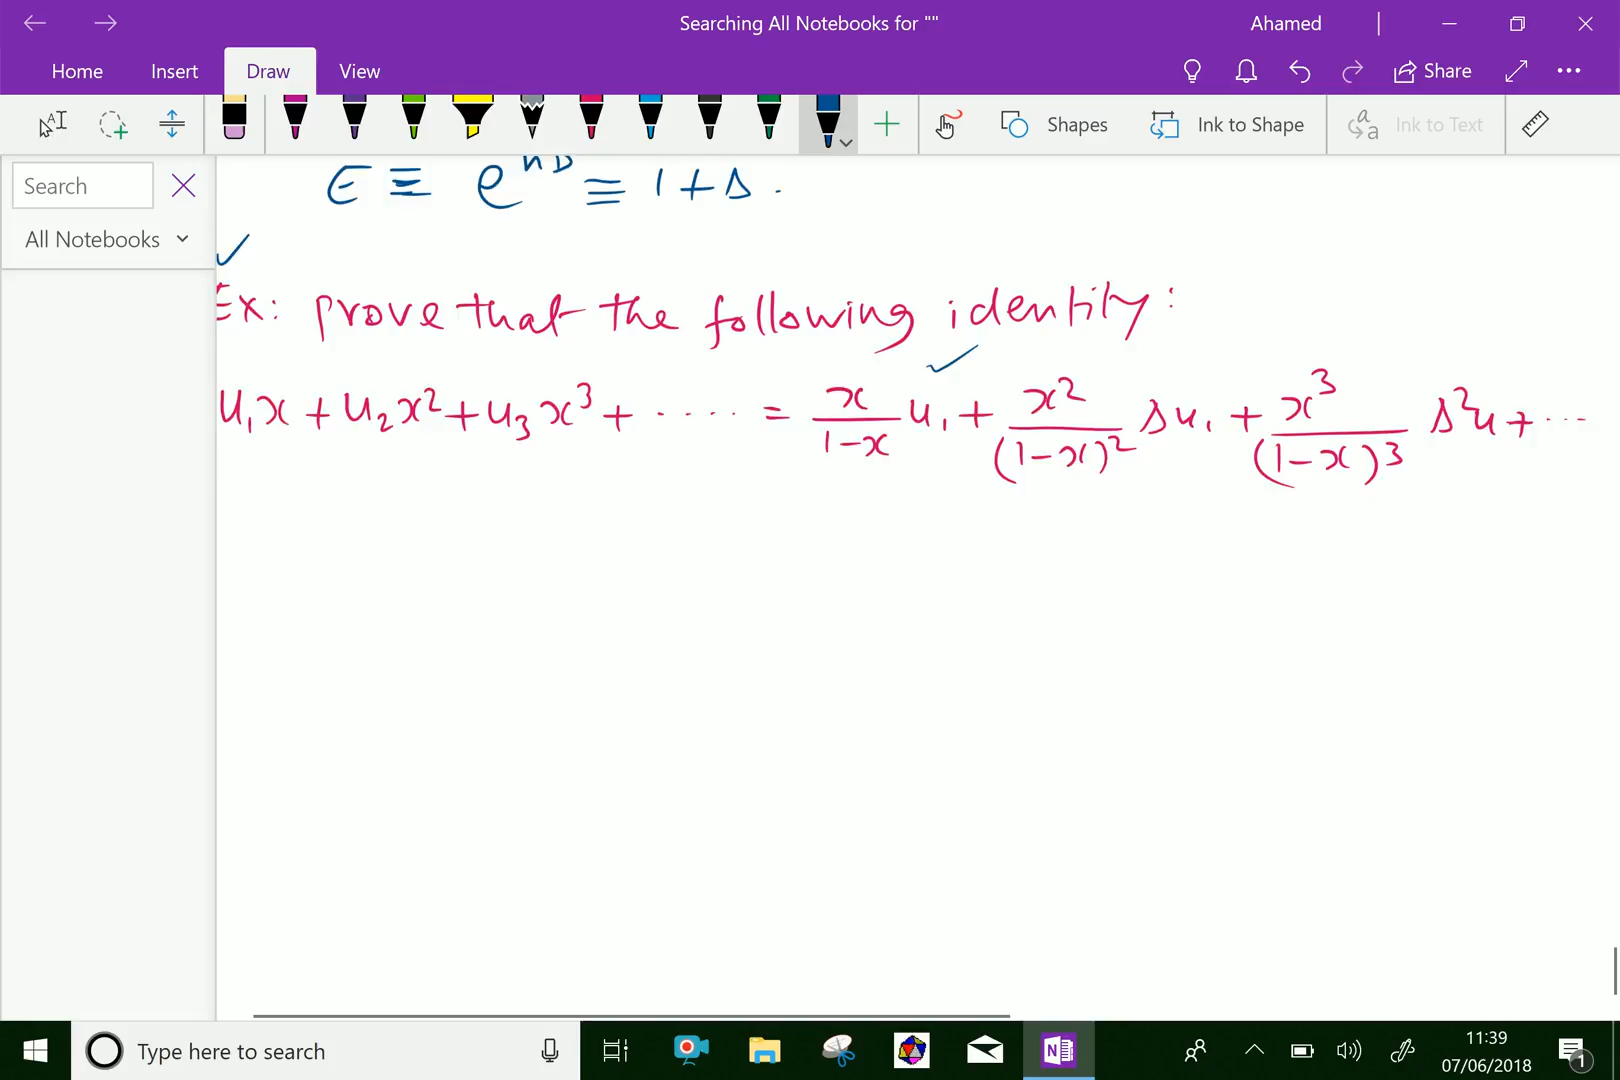 Searching All Notebooks for ""
Ahamed
Home Insert Draw View
Share
Shapes Ink to Shape Ink to Text
Search
All Notebooks
E ≡ e^{hD} ≡ 1+Δ.
Ex: prove that the following identity:
u₁x + u₂x² + u₃x³ + ..... = x/(1-x) u₁ + x²/(1-x)² Δu₁ + x³/(1-x)³ Δ²u + ...
Type here to search
11:39
07/06/2018
1